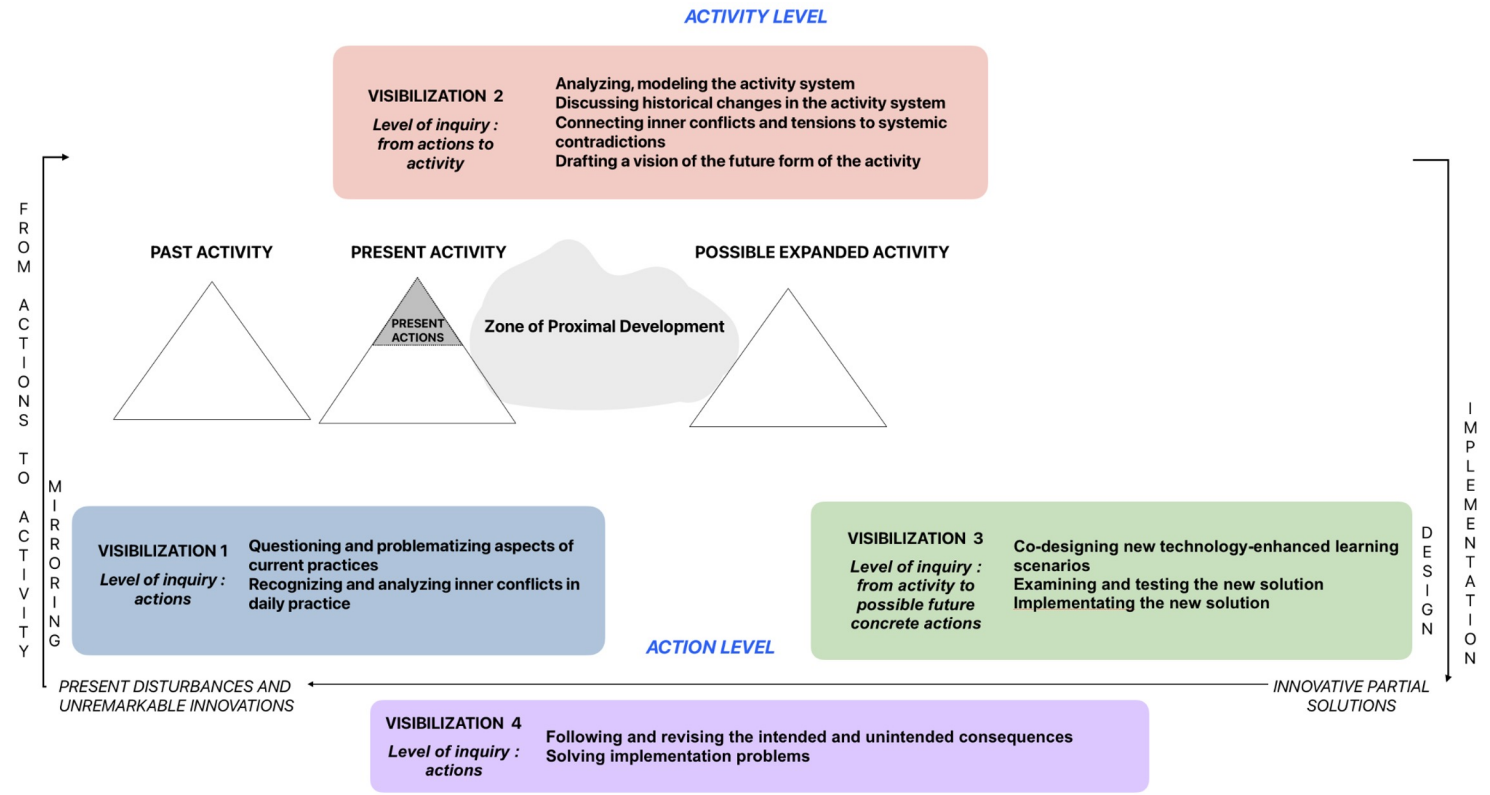 ACTIVITY LEVEL
VISIBILIZATION 2
Level of inquiry :
from actions to
activity
Analyzing, modeling the activity system
Discussing historical changes in the activity system
Connecting inner conflicts and tensions to systemic
contradictions
Drafting a vision of the future form of the activity
FROM ACTIONS TO ACTIVITY
PAST ACTIVITY
PRESENT ACTIVITY
POSSIBLE EXPANDED ACTIVITY
PRESENT
ACTIONS
Zone of Proximal Development
MIRRORING
VISIBILIZATION 1
Level of inquiry :
actions
Questioning and problematizing aspects of
current practices
Recognizing and analyzing inner conflicts in
daily practice
VISIBILIZATION 3
Level of inquiry :
from activity to
possible future
concrete actions
Co-designing new technology-enhanced learning
scenarios
Examining and testing the new solution
Implementating the new solution
DESIGN
IMPLEMENTATION
ACTION LEVEL
PRESENT DISTURBANCES AND
UNREMARKABLE INNOVATIONS
INNOVATIVE PARTIAL
SOLUTIONS
VISIBILIZATION 4
Level of inquiry :
actions
Following and revising the intended and unintended consequences
Solving implementation problems